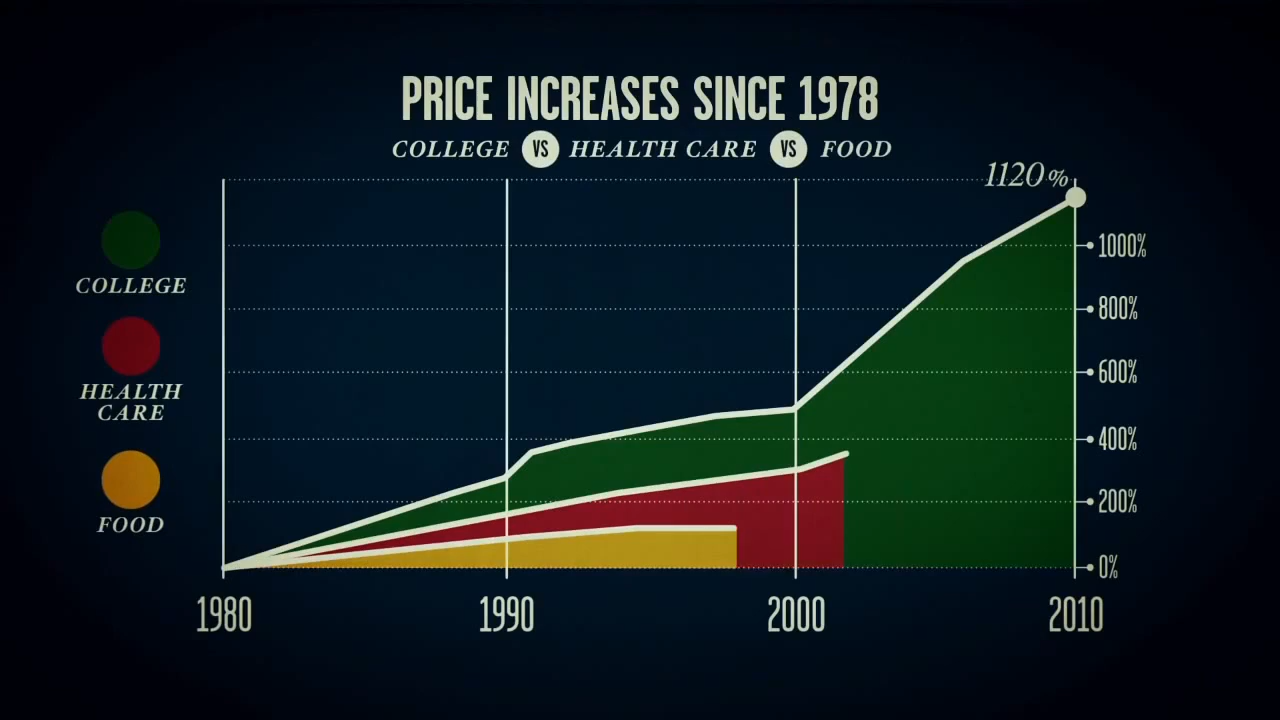 PRICE INCREASES SINCE 1978
COLLEGE VS HEALTH CARE VS FOOD
1120%
COLLEGE
HEALTH
CARE
FOOD
1000%
800%
600%
400%
200%
0%
1980 1990 2000 2010